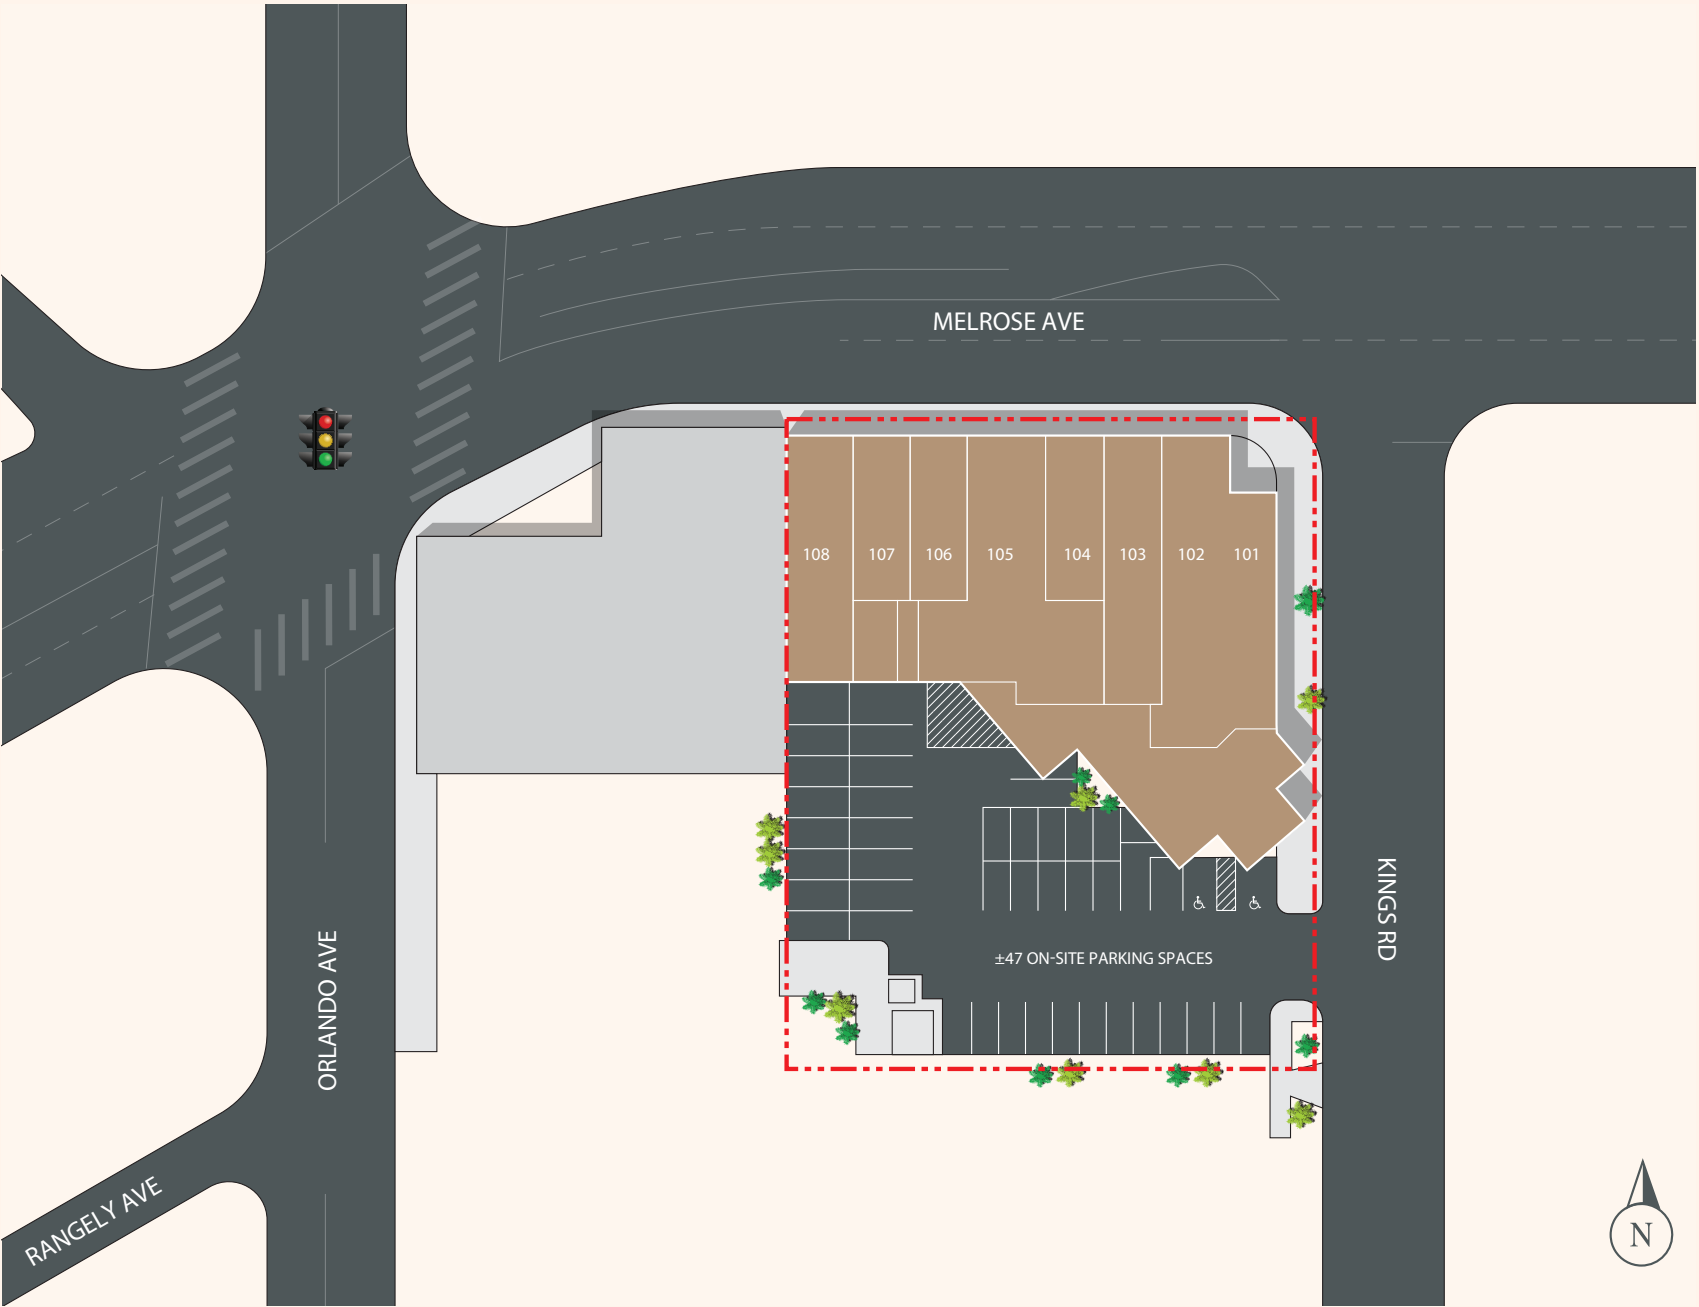 MELROSE AVE
108 107 106 105 104 103 102 101
KINGS RD
±47 ON-SITE PARKING SPACES
ORLANDO AVE
RANGELY AVE
N